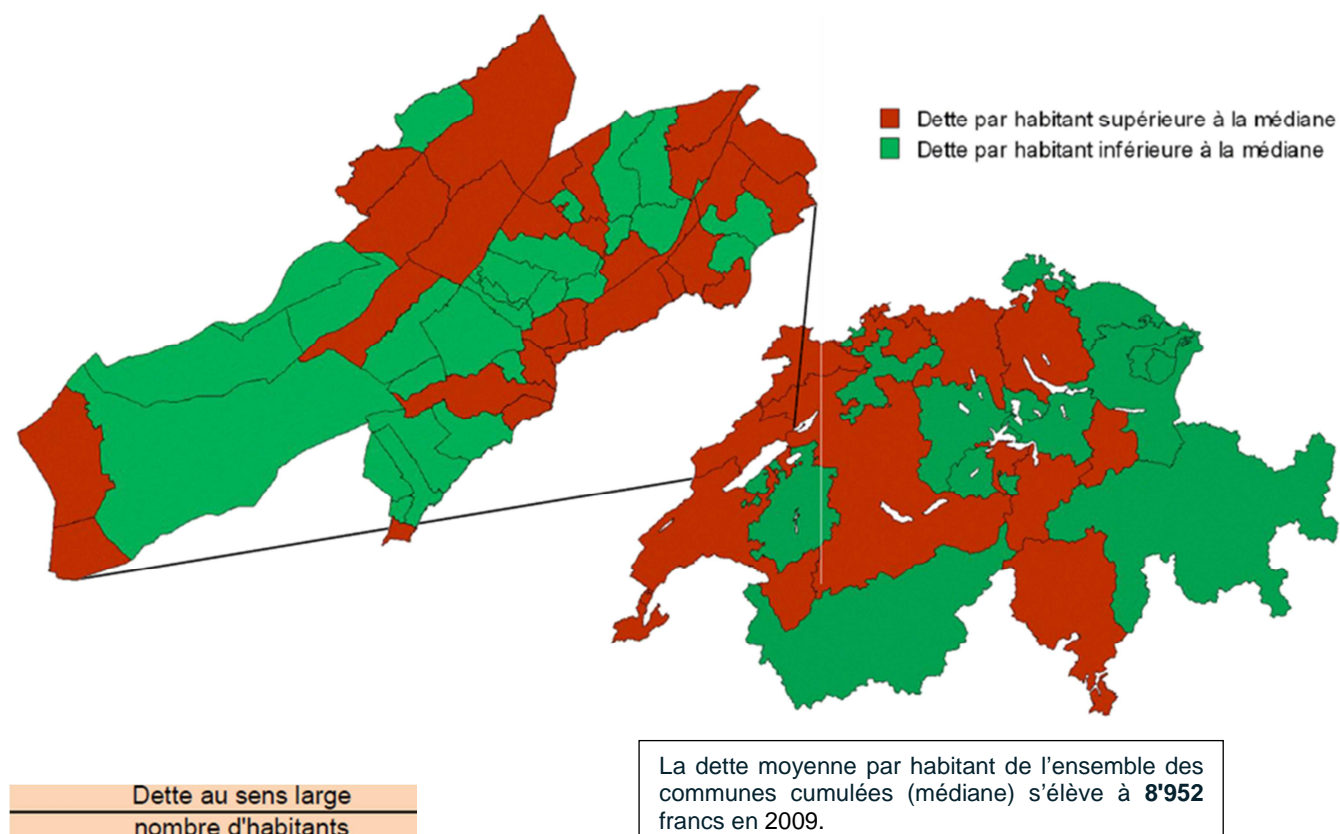 Dette par habitant supérieure à la médiane
Dette par habitant inférieure à la médiane
La dette moyenne par habitant de l'ensemble des
communes cumulées (médiane) s'élève à 8'952
francs en 2009.
Dette au sens large
nombre d'habitants